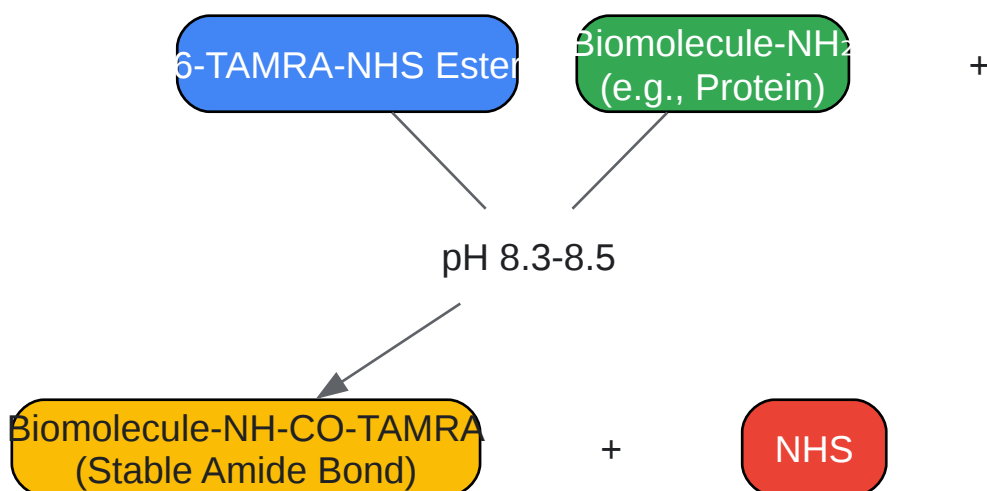 6-TAMRA-NHS Ester
Biomolecule-NH₂
(e.g., Protein)
+
pH 8.3-8.5
Biomolecule-NH-CO-TAMRA
(Stable Amide Bond)
+
NHS